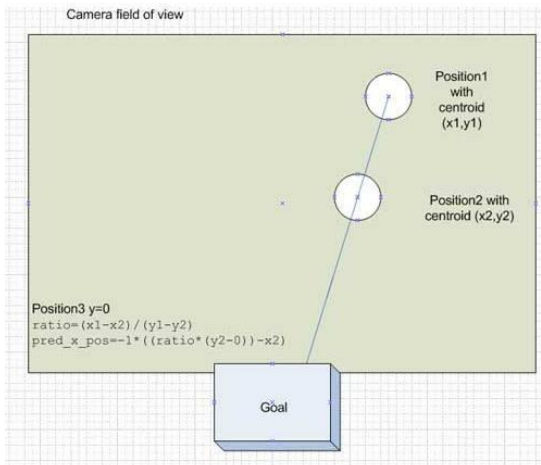 Camera field of view
Position1
with
centroid
(x1,y1)
Position2 with
centroid (x2,y2)
Position3 y=0
ratio=(x1-x2)/(y1-y2)
pred_x_pos=-1*((ratio*(y2-0))-x2)
Goal